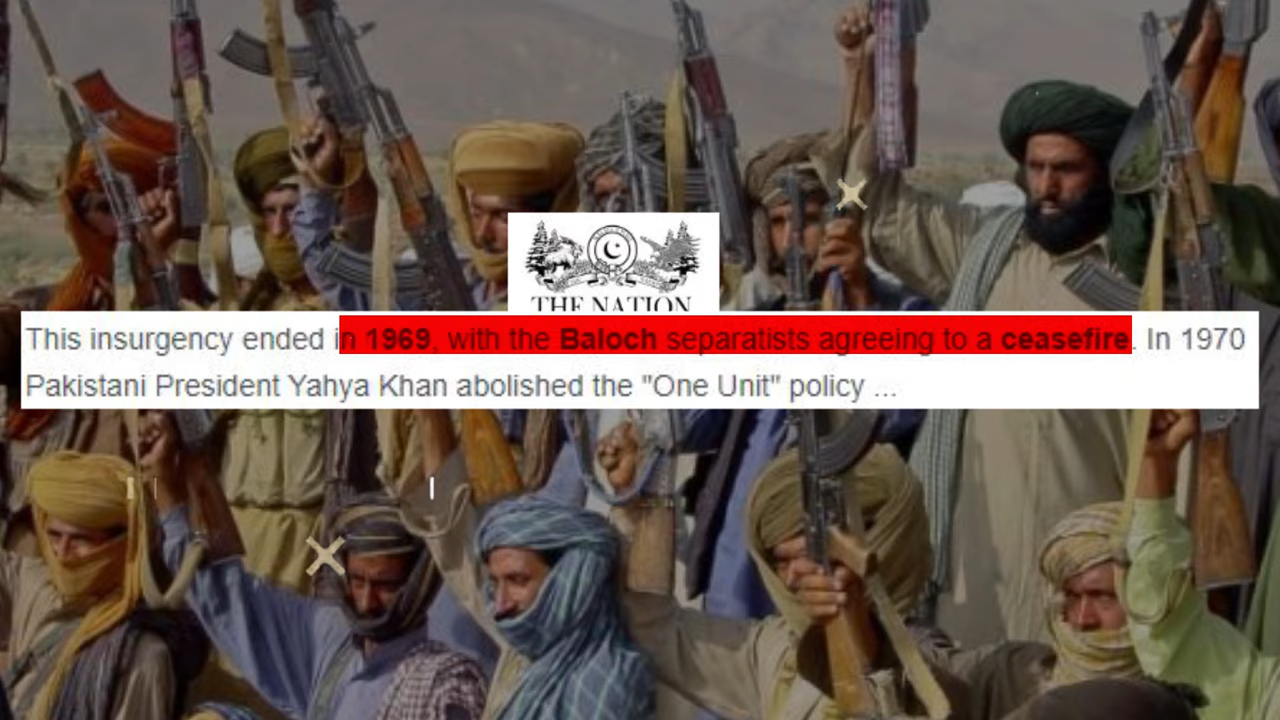 THE NATION
This insurgency ended in 1969, with the Baloch separatists agreeing to a ceasefire. In 1970
Pakistani President Yahya Khan abolished the "One Unit" policy ...